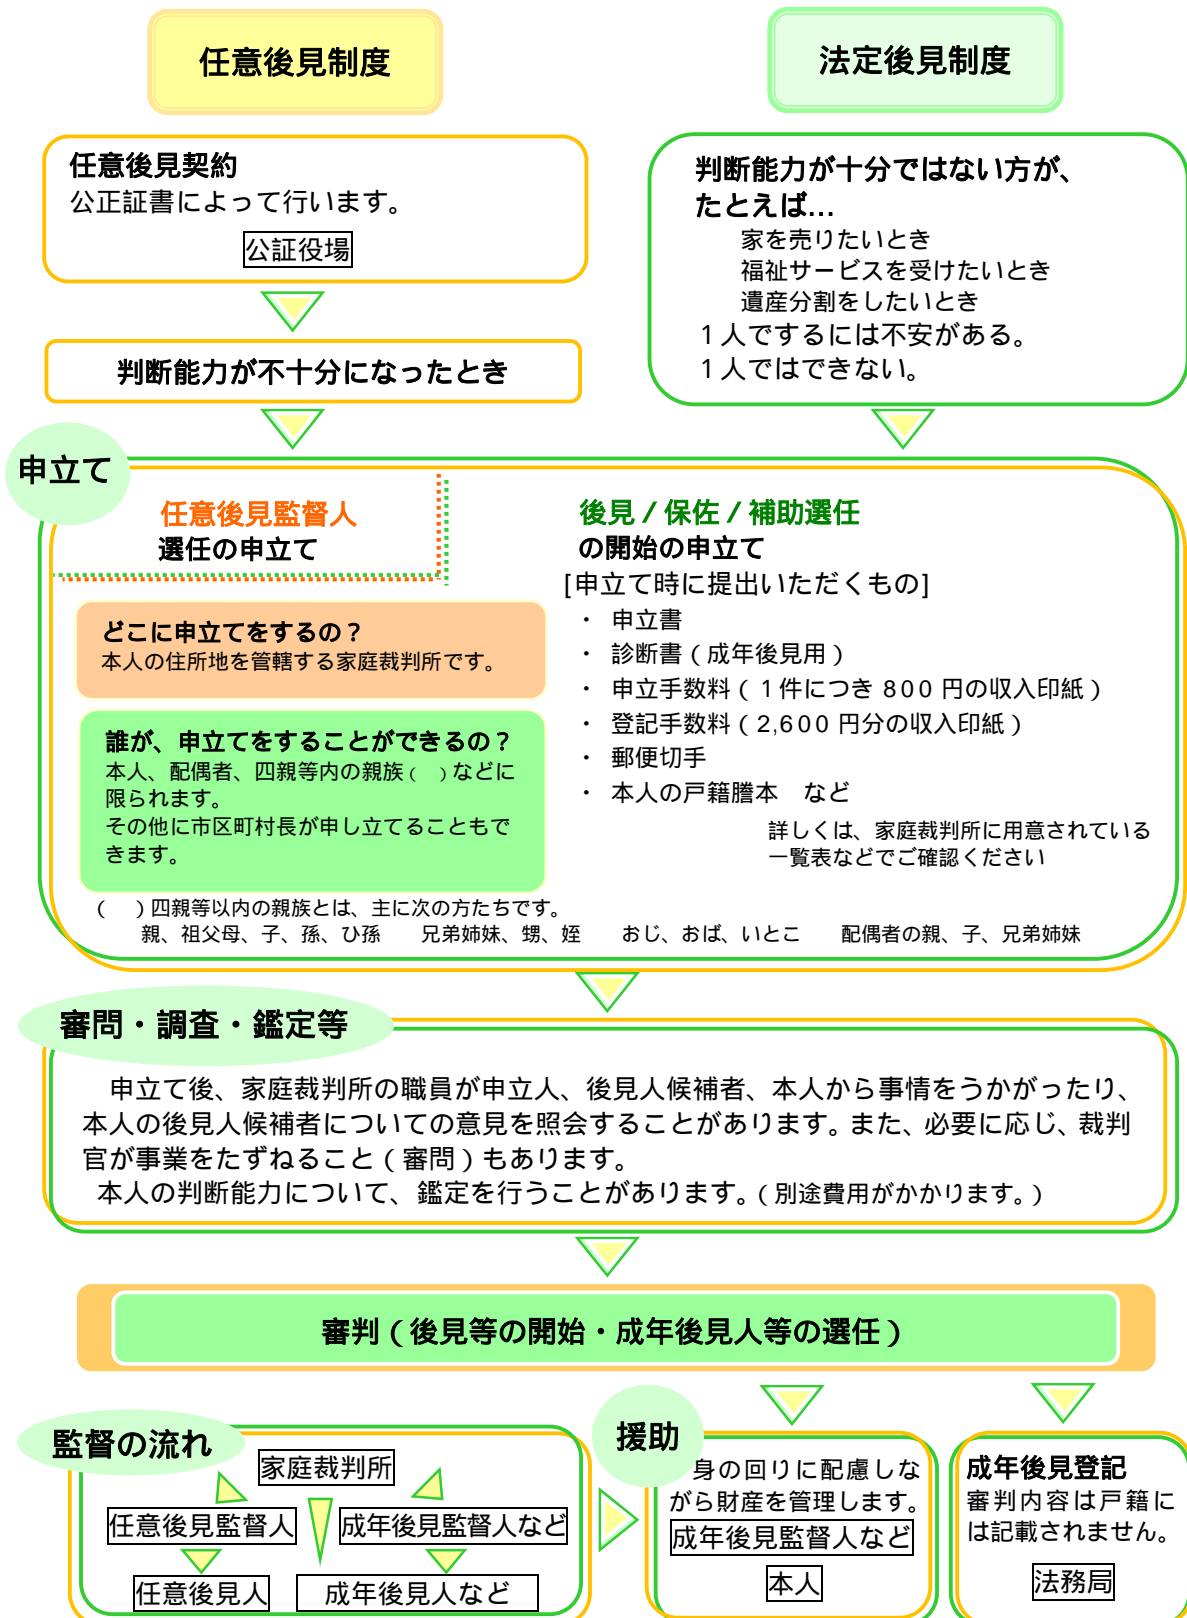 任意後見制度
法定後見制度
任意後見契約
公正証書によって行います。
公証役場
判断能力が不十分になったとき
判断能力が十分ではない方が、
たとえば…
家を売りたいとき
福祉サービスを受けたいとき
遺産分割をしたいとき
1人でするには不安がある。
1人ではできない。
申立て
任意後見監督人
選任の申立て
どこに申立てをするの？
本人の住所地を管轄する家庭裁判所です。
誰が、申立てをすることができるの？
本人、配偶者、四親等内の親族（　）などに
限られます。
その他に市区町村長が申し立てることもで
きます。
後見／保佐／補助選任
の開始の申立て
[申立て時に提出いただくもの]
・ 申立書
・ 診断書（成年後見用）
・ 申立手数料（1件につき 800 円の収入印紙）
・ 登記手数料（2,600 円分の収入印紙）
・ 郵便切手
・ 本人の戸籍謄本　など
詳しくは、家庭裁判所に用意されている
一覧表などでご確認ください
（　）四親等以内の親族とは、主に次の方たちです。
親、祖父母、子、孫、ひ孫　兄弟姉妹、甥、姪　おじ、おば、いとこ　配偶者の親、子、兄弟姉妹
審問・調査・鑑定等
申立て後、家庭裁判所の職員が申立人、後見人候補者、本人から事情をうかがったり、
本人の後見人候補者についての意見を照会することがあります。また、必要に応じ、裁判
官が事業をたずねること（審問）もあります。
本人の判断能力について、鑑定を行うことがあります。（別途費用がかかります。）
審判（後見等の開始・成年後見人等の選任）
監督の流れ
家庭裁判所
任意後見監督人
成年後見監督人など
任意後見人
成年後見人など
援助
身の回りに配慮しな
がら財産を管理します。
成年後見監督人など
本人
成年後見登記
審判内容は戸籍に
は記載されません。
法務局